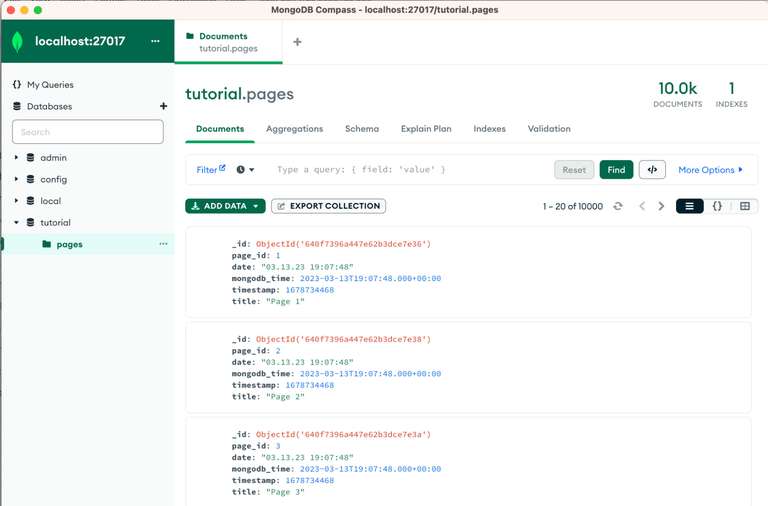 MongoDB Compass - localhost:27017/tutorial.pages
localhost:27017 ...
Documents
tutorial.pages
+
{} My Queries
Databases +
Search
admin
config
local
tutorial
pages ...
tutorial.pages
10.0k
DOCUMENTS
1
INDEXES
Documents Aggregations Schema Explain Plan Indexes Validation
Filter Type a query: { field: 'value' } Reset Find </> More Options
ADD DATA EXPORT COLLECTION 1 – 20 of 10000 {}
_id: ObjectId('640f7396a447e62b3dce7e36')
page_id: 1
date: "03.13.23 19:07:48"
mongodb_time: 2023-03-13T19:07:48.000+00:00
timestamp: 1678734468
title: "Page 1"
_id: ObjectId('640f7396a447e62b3dce7e38')
page_id: 2
date: "03.13.23 19:07:48"
mongodb_time: 2023-03-13T19:07:48.000+00:00
timestamp: 1678734468
title: "Page 2"
_id: ObjectId('640f7396a447e62b3dce7e3a')
page_id: 3
date: "03.13.23 19:07:48"
mongodb_time: 2023-03-13T19:07:48.000+00:00
timestamp: 1678734468
title: "Page 3"